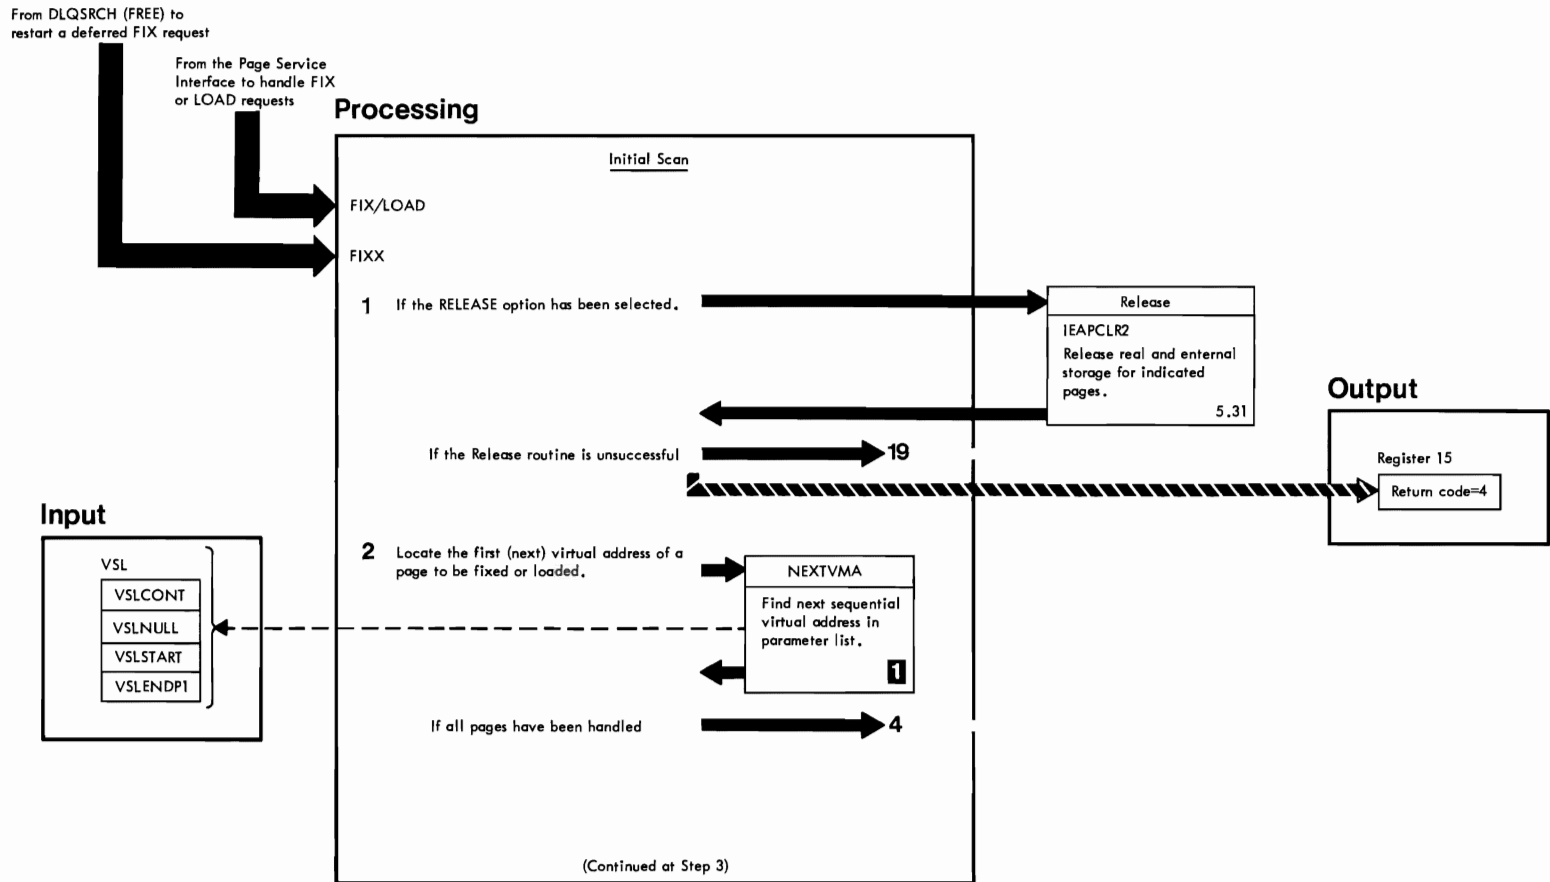 From DLQSRCH (FREE) to
restart a deferred FIX request
From the Page Service
Interface to handle FIX
or LOAD requests
Processing
Initial Scan
FIX/LOAD
FIXX
1 If the RELEASE option has been selected.
Release
IEAPCLR2
Release real and enternal
storage for indicated
pages.
5.31
If the Release routine is unsuccessful
19
Output
Register 15
Return code=4
Input
VSL
VSLCONT
VSLNULL
VSLSTART
VSLENDP1
2 Locate the first (next) virtual address of a
page to be fixed or loaded.
NEXTVMA
Find next sequential
virtual address in
parameter list.
1
If all pages have been handled
4
(Continued at Step 3)